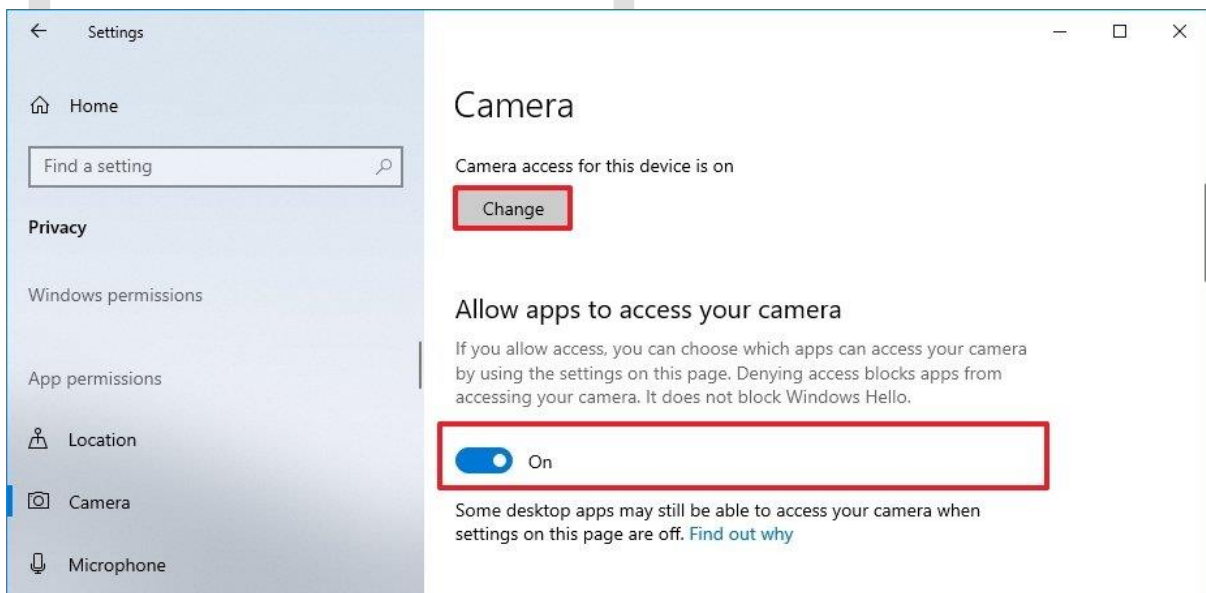 Settings
Home
Find a setting
Privacy
Windows permissions
App permissions
Location
Camera
Microphone
Camera
Camera access for this device is on
Change
Allow apps to access your camera
If you allow access, you can choose which apps can access your camera
by using the settings on this page. Denying access blocks apps from
accessing your camera. It does not block Windows Hello.
On
Some desktop apps may still be able to access your camera when
settings on this page are off. Find out why